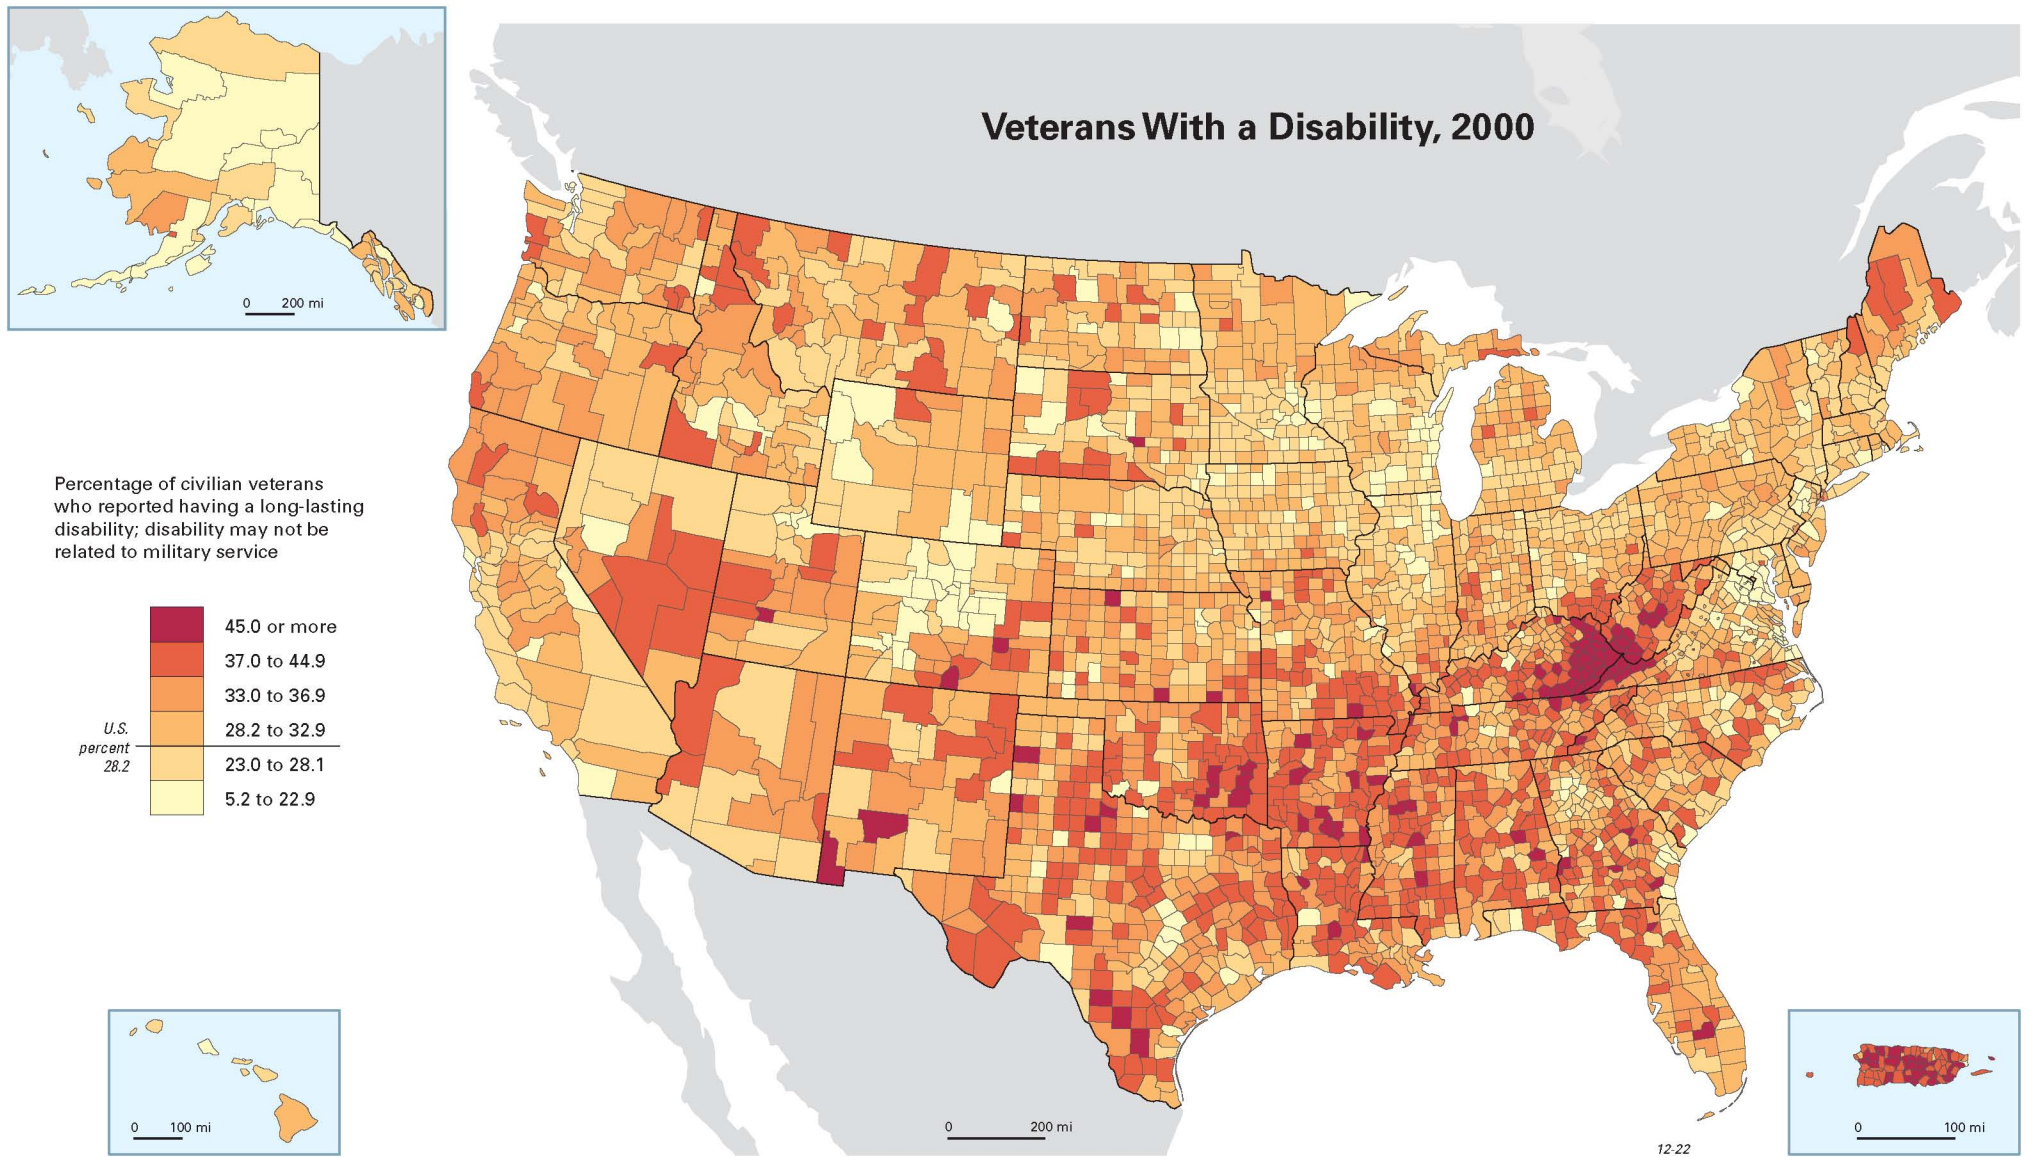 Veterans With a Disability, 2000
0 200 mi
Percentage of civilian veterans
who reported having a long-lasting
disability; disability may not be
related to military service
45.0 or more
37.0 to 44.9
33.0 to 36.9
28.2 to 32.9
23.0 to 28.1
5.2 to 22.9
U.S.
percent
28.2
0 100 mi
0 200 mi
0 100 mi
12-22